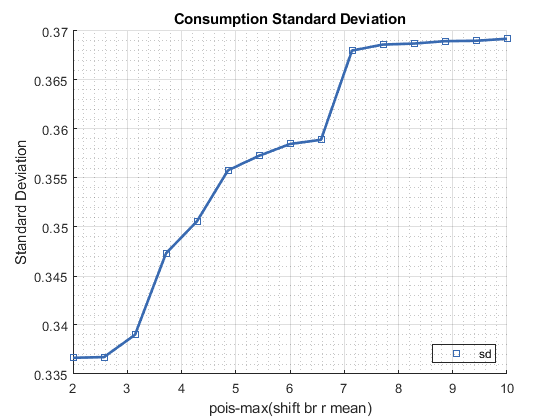 Consumption Standard Deviation
0.37
0.365
0.36
0.355
0.35
0.345
0.34
0.335
Standard Deviation
sd
2 3 4 5 6 7 8 9 10
pois-max(shift br r mean)